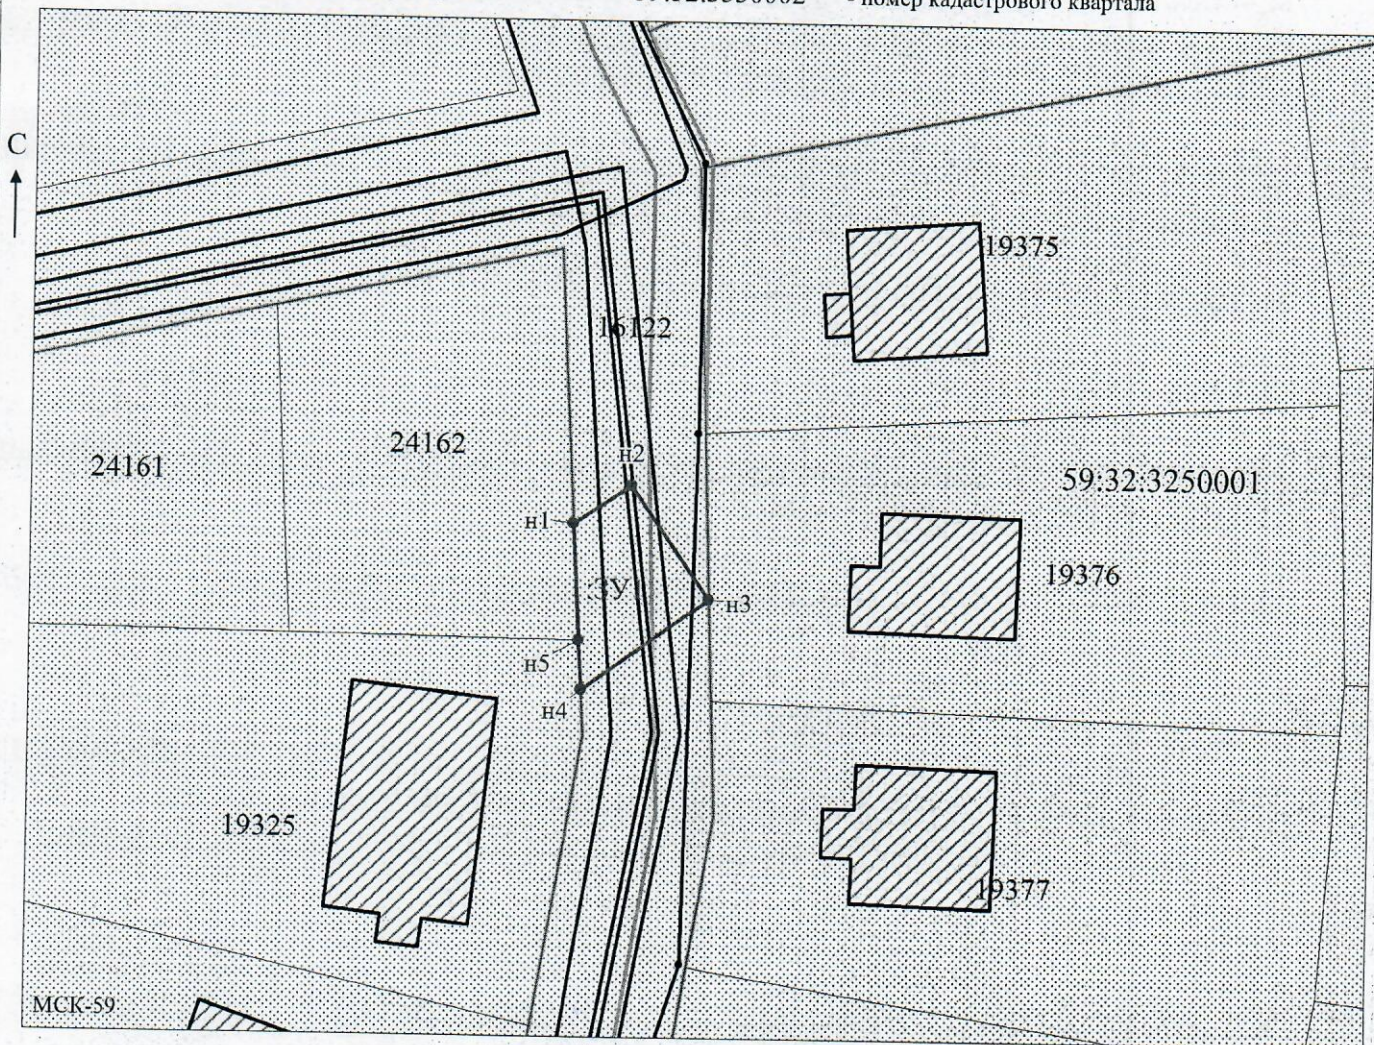 - номер кадастрового квартала
С
19375
16122
24162
24161
н2
59:32:3250001
н1
19376
:ЗУ
н3
н5
н4
19325
19377
МСК-59